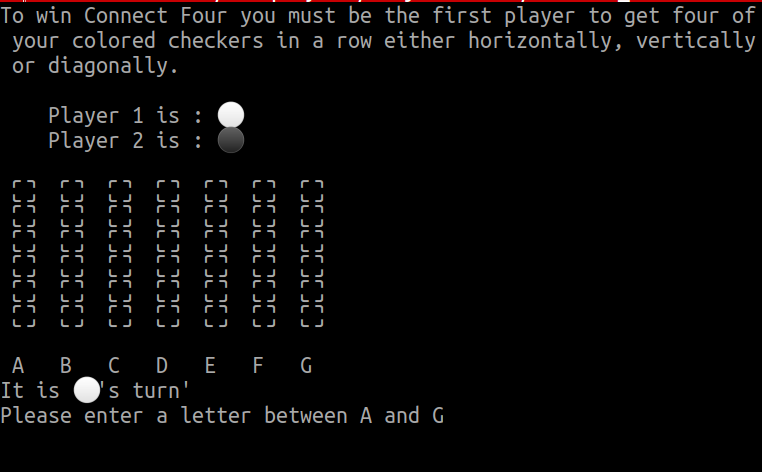 To win Connect Four you must be the first player to get four of
your colored checkers in a row either horizontally, vertically
or diagonally.
Player 1 is : ⚪
Player 2 is : ⚫
A B C D E F G
It is ⚪'s turn'
Please enter a letter between A and G